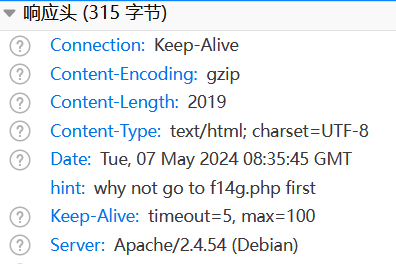 响应头 (315 字节)
Connection: Keep-Alive
Content-Encoding: gzip
Content-Length: 2019
Content-Type: text/html; charset=UTF-8
Date: Tue, 07 May 2024 08:35:45 GMT
hint: why not go to f14g.php first
Keep-Alive: timeout=5, max=100
Server: Apache/2.4.54 (Debian)